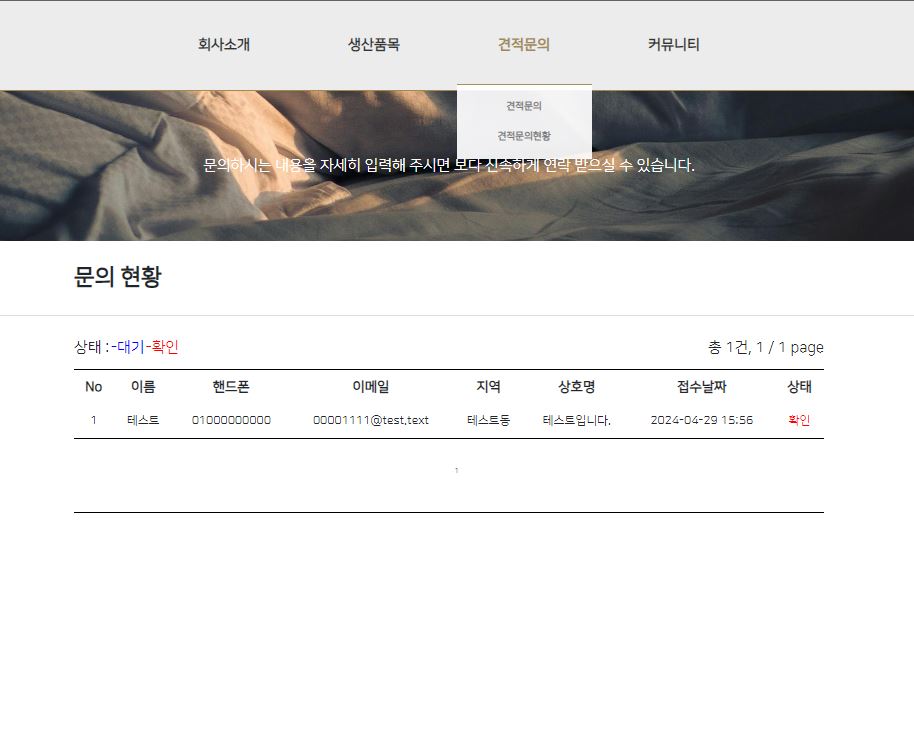 회사소개 생산품목 견적문의 커뮤니티
견적문의
견적문의현황
문의하시는 내용을 자세히 입력해 주시면 보다 신속하게 연락 받으실 수 있습니다.
문의 현황
상태 :-대기-확인 총 1건, 1 / 1 page
No 이름 핸드폰 이메일 지역 상호명 접수날짜 상태
1 테스트 01000000000 00001111@test.text 테스트동 테스트입니다. 2024-04-29 15:56 확인
1